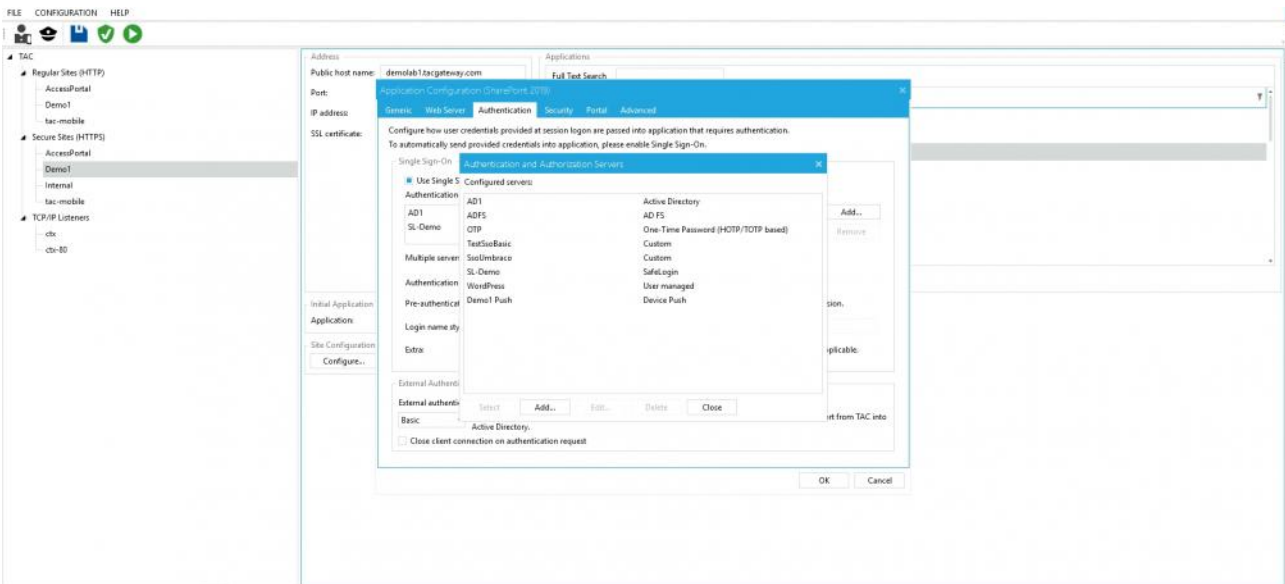 FILE CONFIGURATION HELP
TAC
Regular Sites (HTTP)
AccessPortal
Demo1
tac-mobile
Secure Sites (HTTPS)
AccessPortal
Demo1
Internal
tac-mobile
TCP/IP Listeners
ctx
ctx-80
Address
Public host name: demolab1.tacgateway.com
Port:
IP address:
SSL certificate:
Applications
Full Text Search
Initial Application
Application:
Site Configuration
Configure...
Application Configuration (SharePoint 2019)
Generic Web Server Authentication Security Portal Advanced
Configure how user credentials provided at session logon are passed into application that requires authentication.
To automatically send provided credentials into application, please enable Single Sign-On.
Single Sign-On
Use Single S
Authentication
AD1
SL-Demo
Add...
Remove
Multiple server
Authentication
Pre-authenticat
sion.
Login name sty
Extra:
plicable.
External Authenti
External authentic
Basic
rt from TAC into
Active Directory.
Close client connection on authentication request
OK Cancel
Authentication and Authorization Servers
Configured servers:
AD1 Active Directory
ADFS AD FS
OTP One-Time Password (HOTP/TOTP based)
TestSsoBasic Custom
SsoUmbraco Custom
SL-Demo SafeLogin
WordPress User managed
Demo1 Push Device Push
Select Add... Edit... Delete Close